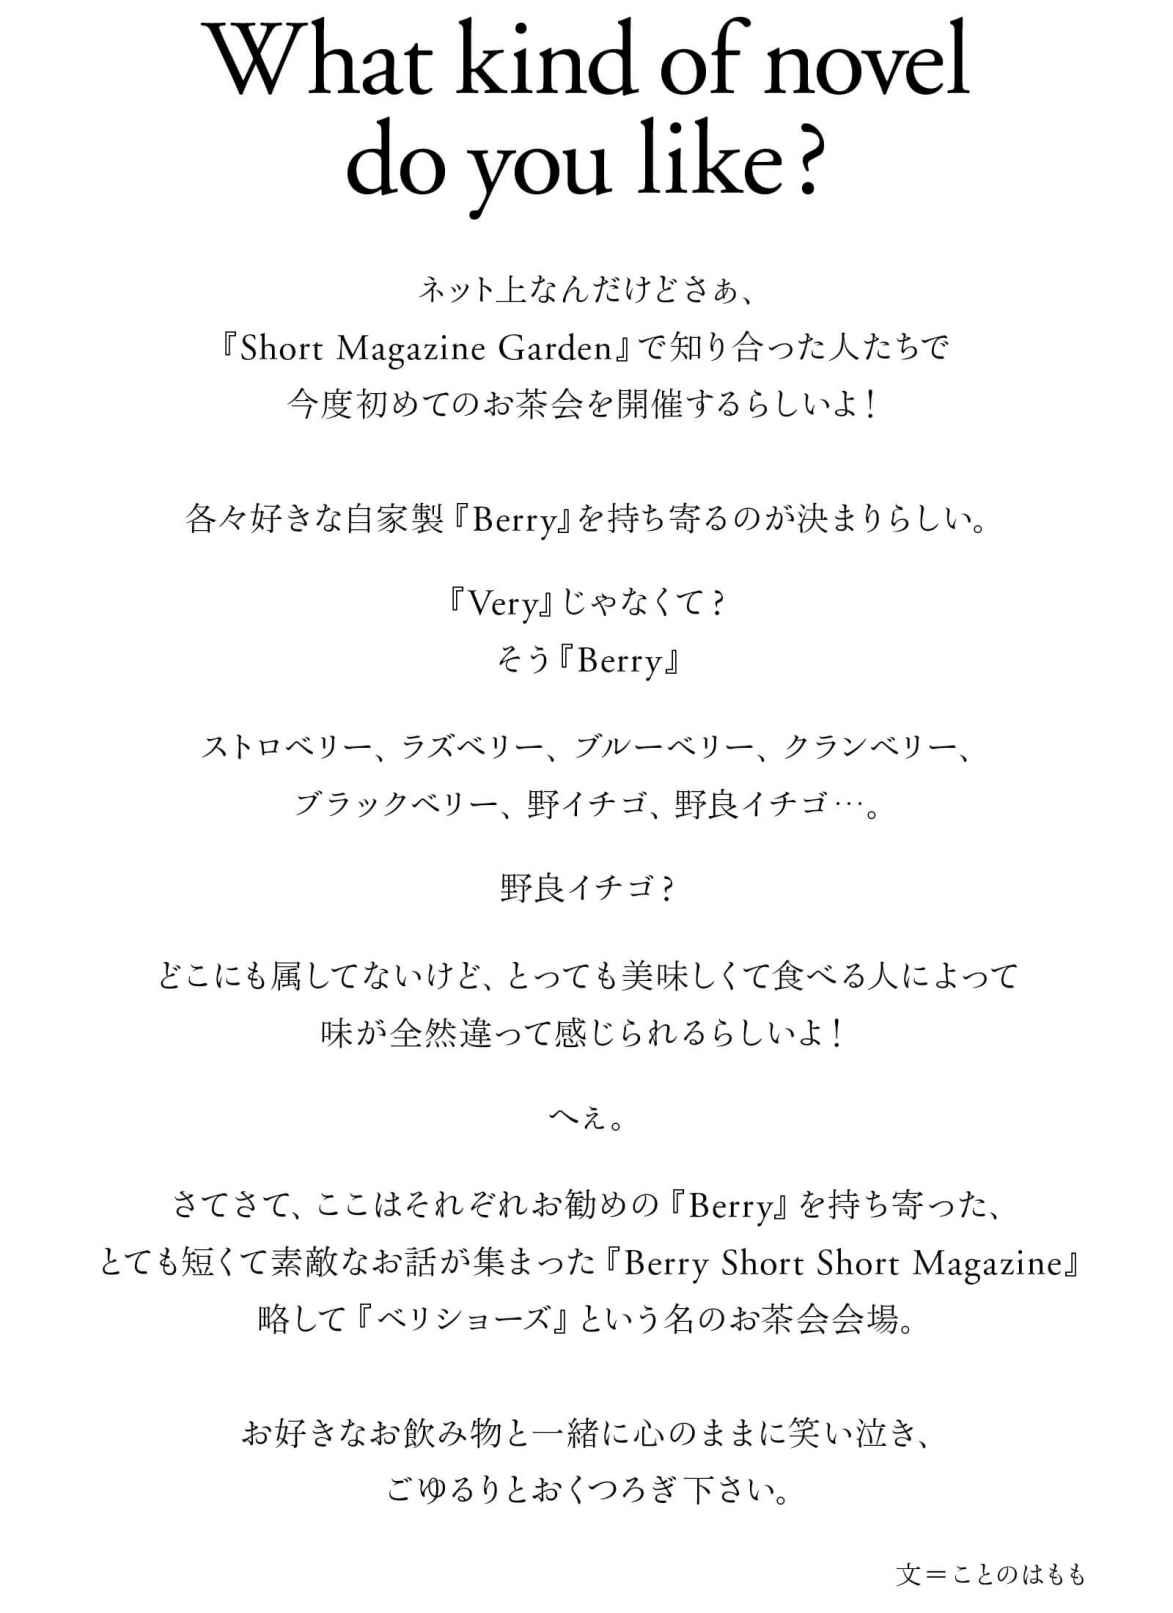 What kind of novel
do you like?
ネット上なんだけどさぁ、
『Short Magazine Garden』で知り合った人たちで
今度初めてのお茶会を開催するらしいよ！
各々好きな自家製『Berry』を持ち寄るのが決まりらしい。
『Very』じゃなくて？
そう『Berry』
ストロベリー、ラズベリー、ブルーベリー、クランベリー、
ブラックベリー、野イチゴ、野良イチゴ…。
野良イチゴ？
どこにも属してないけど、とっても美味しくて食べる人によって
味が全然違って感じられるらしいよ！
へぇ。
さてさて、ここはそれぞれお勧めの『Berry』を持ち寄った、
とても短くて素敵なお話が集まった『Berry Short Short Magazine』
略して『ベリショーズ』という名のお茶会会場。
お好きなお飲み物と一緒に心のままに笑い泣き、
ごゆるりとおくつろぎ下さい。
文＝ことのはもも